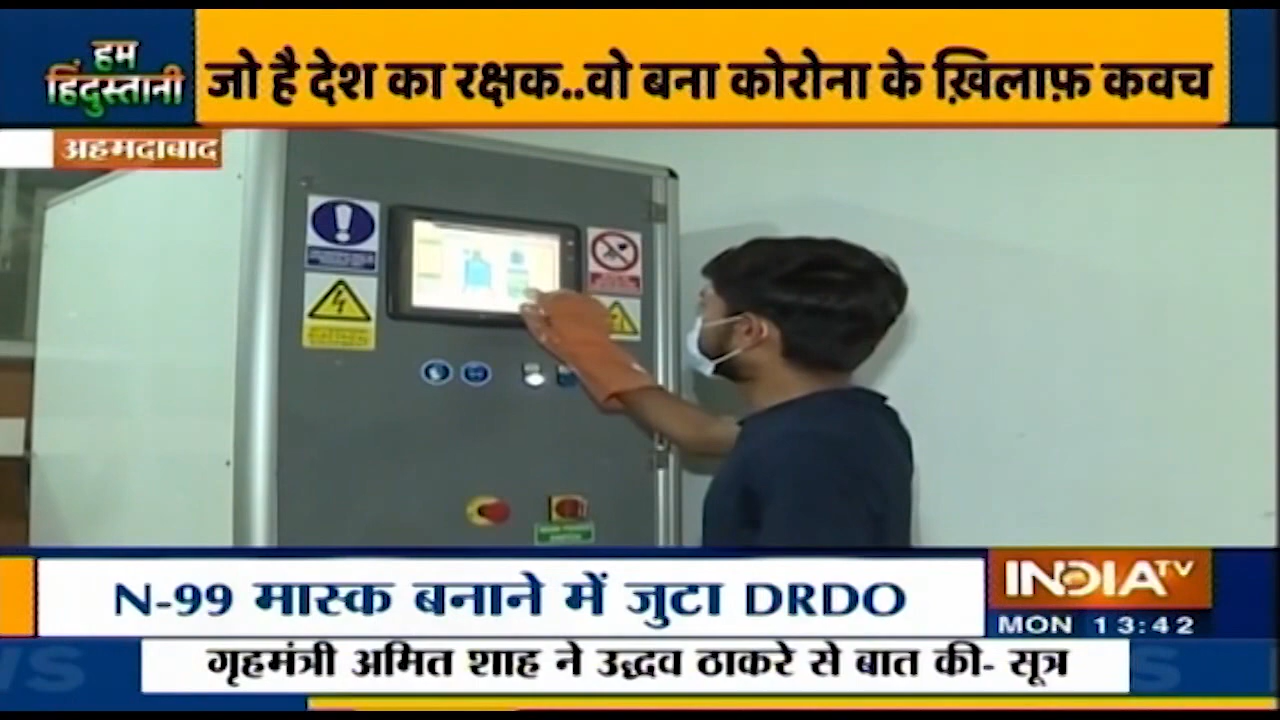 हम
हिंदुस्तानी
जो है देश का रक्षक..वो बना कोरोना के ख़िलाफ़ कवच
अहमदाबाद
N-99 मास्क बनाने में जुटा DRDO
INDIA TV
MON 13:42
गृहमंत्री अमित शाह ने उद्धव ठाकरे से बात की- सूत्र